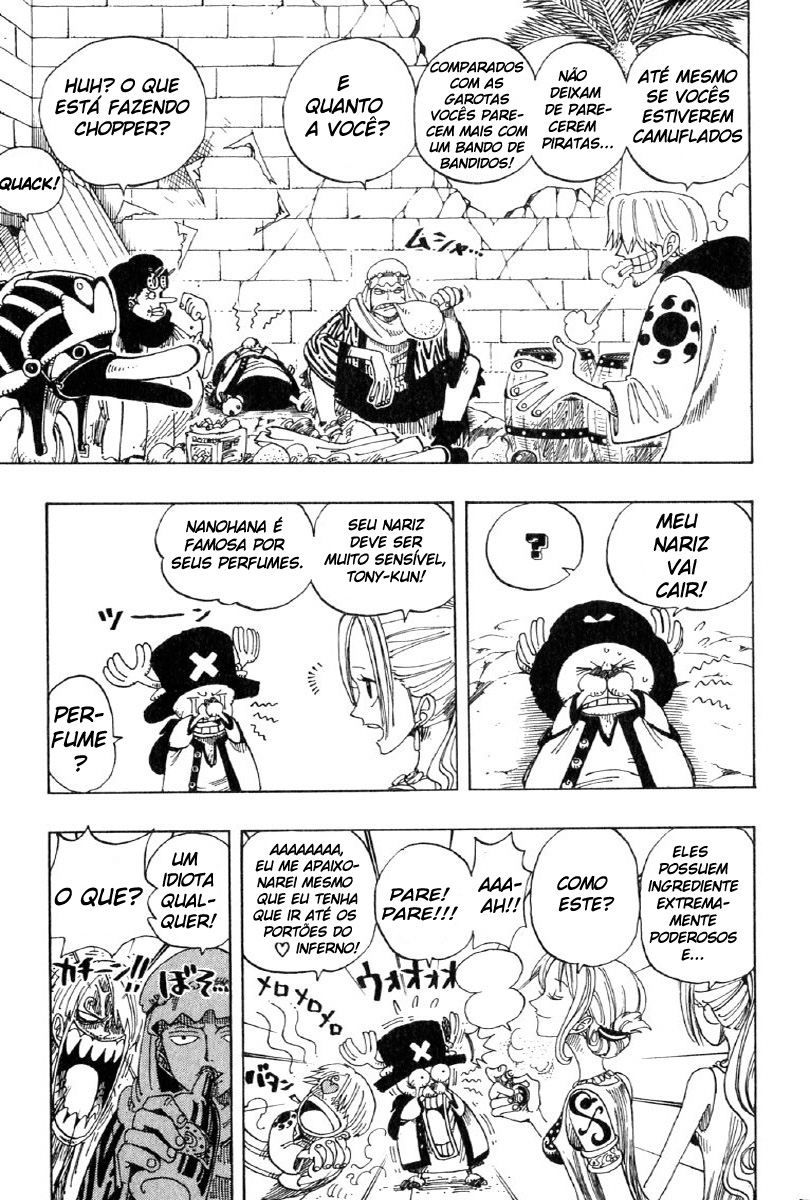 ATÉ MESMO
SE VOCÊS
ESTIVEREM
CAMUFLADOS
NÃO
DEIXAM
DE PARE-
CEREM
PIRATAS...
COMPARADOS
COM AS
GAROTAS
VOCÊS PARE-
CEM MAIS COM
UM BANDO DE
BANDIDOS!
E
QUANTO
A VOCÊ?
HUH? O QUE
ESTÁ FAZENDO
CHOPPER?
QUACK!
ムシャ...
MEU
NARIZ
VAI
CAIR!
?
SEU NARIZ
DEVE SER
MUITO SENSÍVEL,
TONY-KUN!
NANOHANA É
FAMOSA POR
SEUS PERFUMES.
ツーーン
PER-
FUME
?
ELES
POSSUEM
INGREDIENTE
EXTREMA-
MENTE
PODEROSOS
E...
COMO
ESTE?
AAA-
AH!!
PARE!
PARE!!!
AAAAAAA,
EU ME APAIXO-
NAREI MESMO
QUE EU TENHA
QUE IR ATÉ OS
PORTÕES DO
♡ INFERNO!
ウオオオオ
メロメロメロ
バタン
UM
IDIOTA
QUAL-
QUER!
O QUE?
ぼそ...
カチーン!!